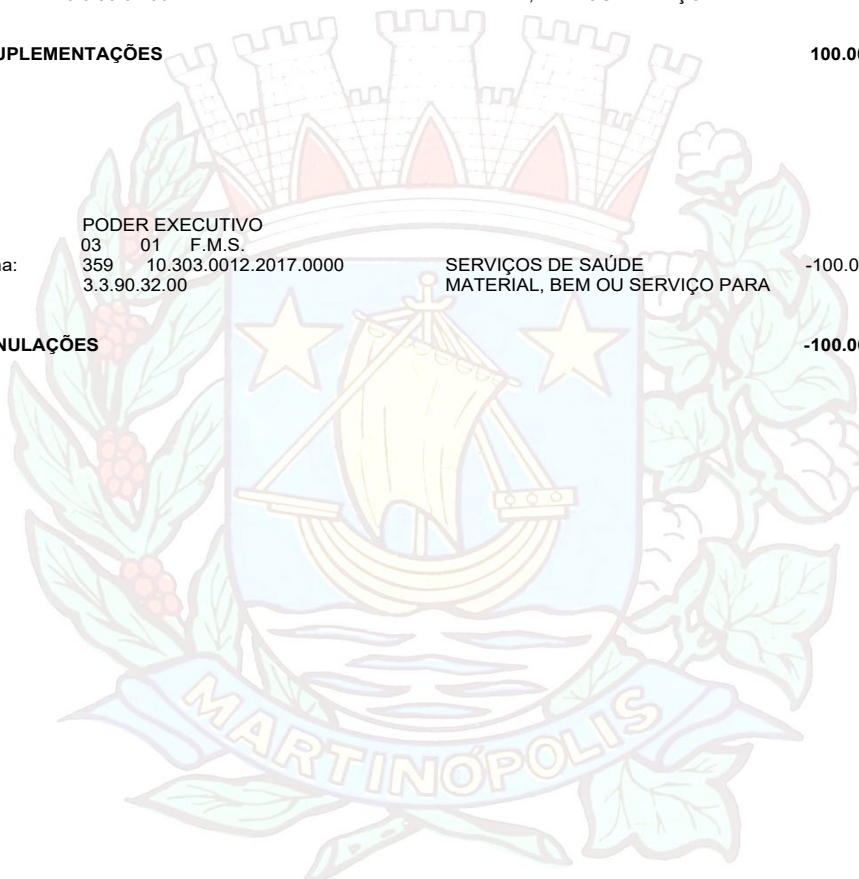 UPLEMENTAÇÕES 100.00
PODER EXECUTIVO
03 01 F.M.S.
na: 359 10.303.0012.2017.0000 SERVIÇOS DE SAÚDE -100.0
3.3.90.32.00 MATERIAL, BEM OU SERVIÇO PARA
NULAÇÕES -100.00
MARTINÓPOLIS